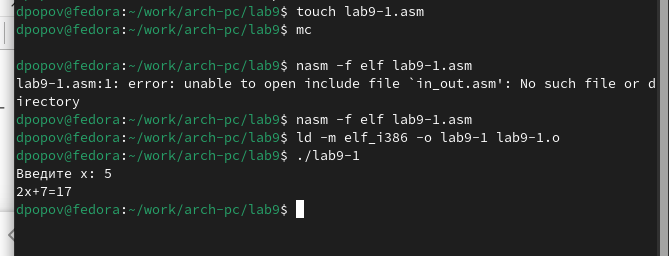 dpopov@fedora:~/work/arch-pc/lab9$ touch lab9-1.asm
dpopov@fedora:~/work/arch-pc/lab9$ mc
dpopov@fedora:~/work/arch-pc/lab9$ nasm -f elf lab9-1.asm
lab9-1.asm:1: error: unable to open include file `in_out.asm': No such file or d
irectory
dpopov@fedora:~/work/arch-pc/lab9$ nasm -f elf lab9-1.asm
dpopov@fedora:~/work/arch-pc/lab9$ ld -m elf_i386 -o lab9-1 lab9-1.o
dpopov@fedora:~/work/arch-pc/lab9$ ./lab9-1
Введите x: 5
2x+7=17
dpopov@fedora:~/work/arch-pc/lab9$